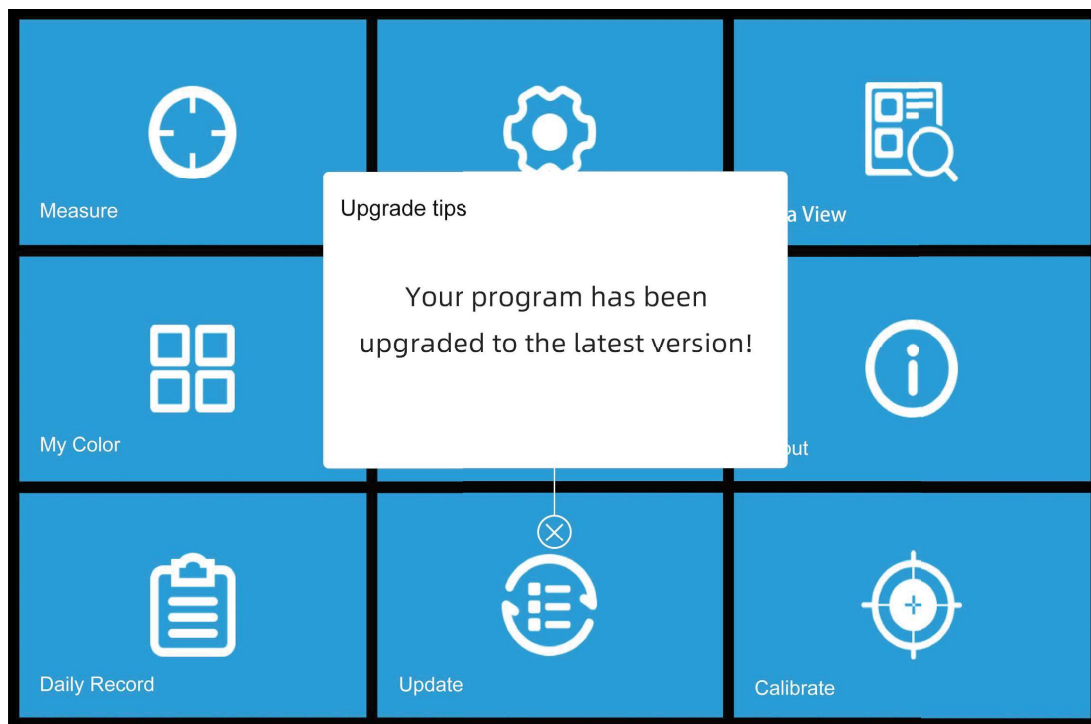 Measure
a View
Upgrade tips
Your program has been
upgraded to the latest version!
My Color
out
Daily Record
Update
Calibrate